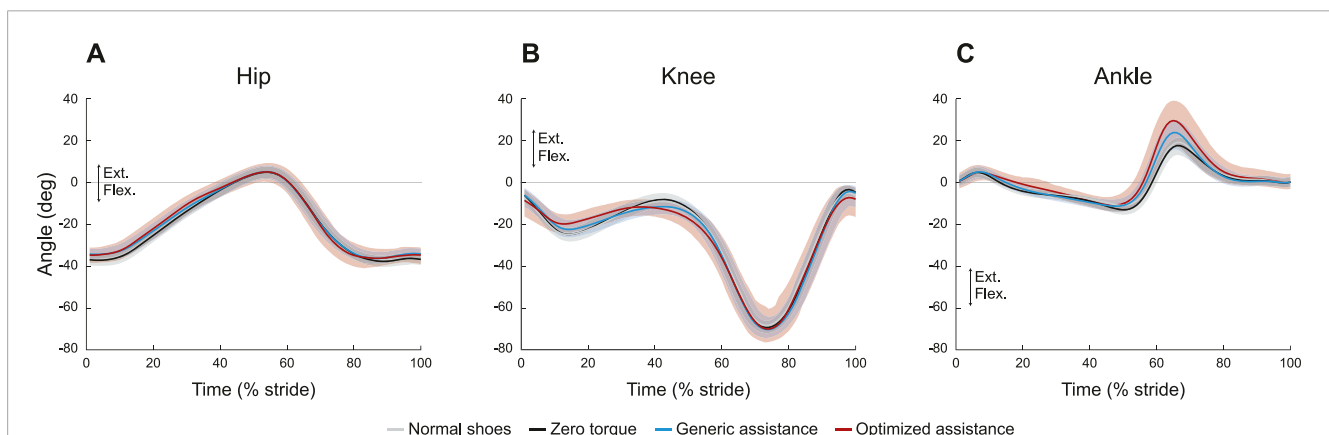 A
B
C
Hip
Knee
Ankle
Angle (deg)
40
20
0
-20
-40
-60
-80
Ext.
Flex.
0
20
40
60
80
100
Time (% stride)
40
20
0
-20
-40
-60
-80
Ext.
Flex.
0
20
40
60
80
100
Time (% stride)
40
20
0
-20
-40
-60
-80
Ext.
Flex.
0
20
40
60
80
100
Time (% stride)
Normal shoes Zero torque Generic assistance Optimized assistance